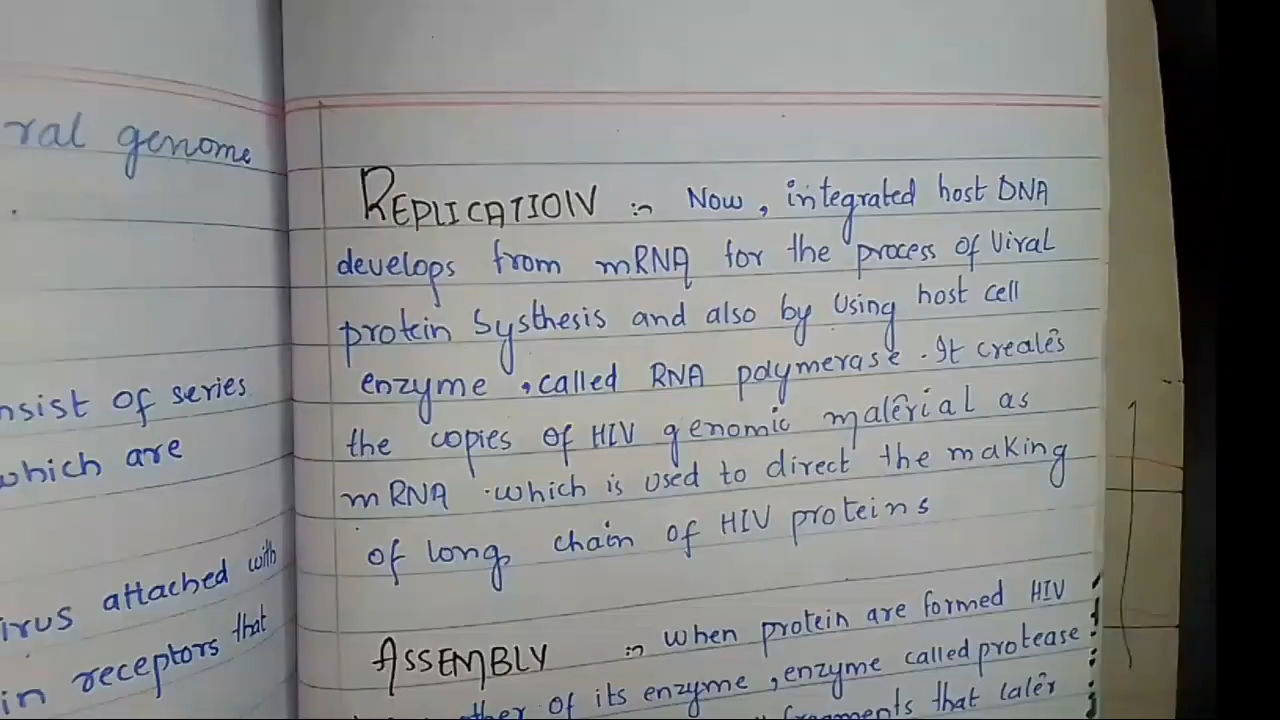 ral genome
nsist of series
which are
irus attached with
in receptors that
REPLICATION :- Now, integrated host DNA
develops from mRNA for the process of Viral
protein Systhesis and also by Using host cell
enzyme , called RNA polymerase . It creates
the copies of HIV genomic material as
mRNA . which is used to direct the making
of long chain of HIV proteins
ASSEMBLY :- when protein are formed HIV
of its enzyme , enzyme called protease
that later